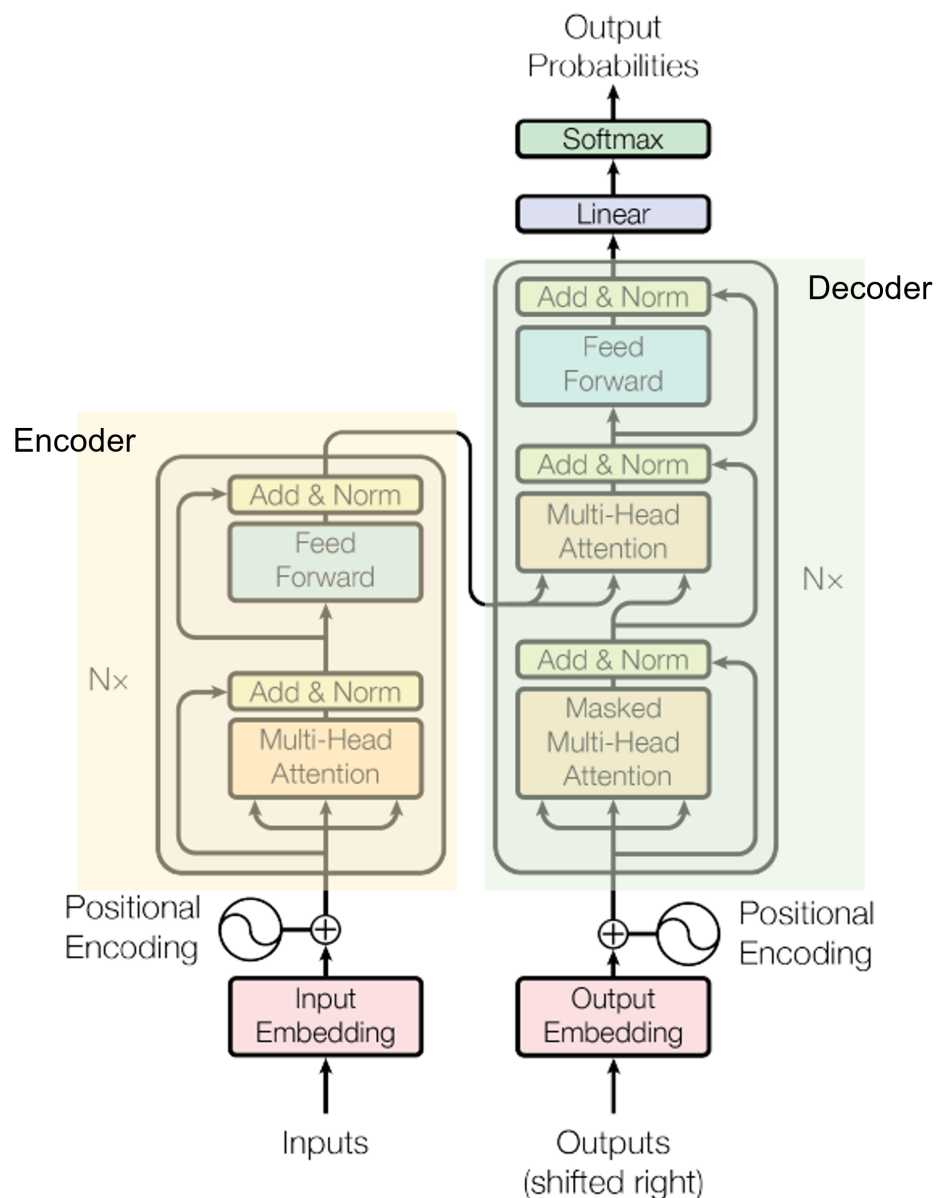 Output
Probabilities
Softmax
Linear
Decoder
Add & Norm
Feed
Forward
Add & Norm
Multi-Head
Attention
N×
Add & Norm
Masked
Multi-Head
Attention
Encoder
Add & Norm
Feed
Forward
N×
Add & Norm
Multi-Head
Attention
Positional
Encoding
Positional
Encoding
Input
Embedding
Output
Embedding
Inputs
Outputs
(shifted right)